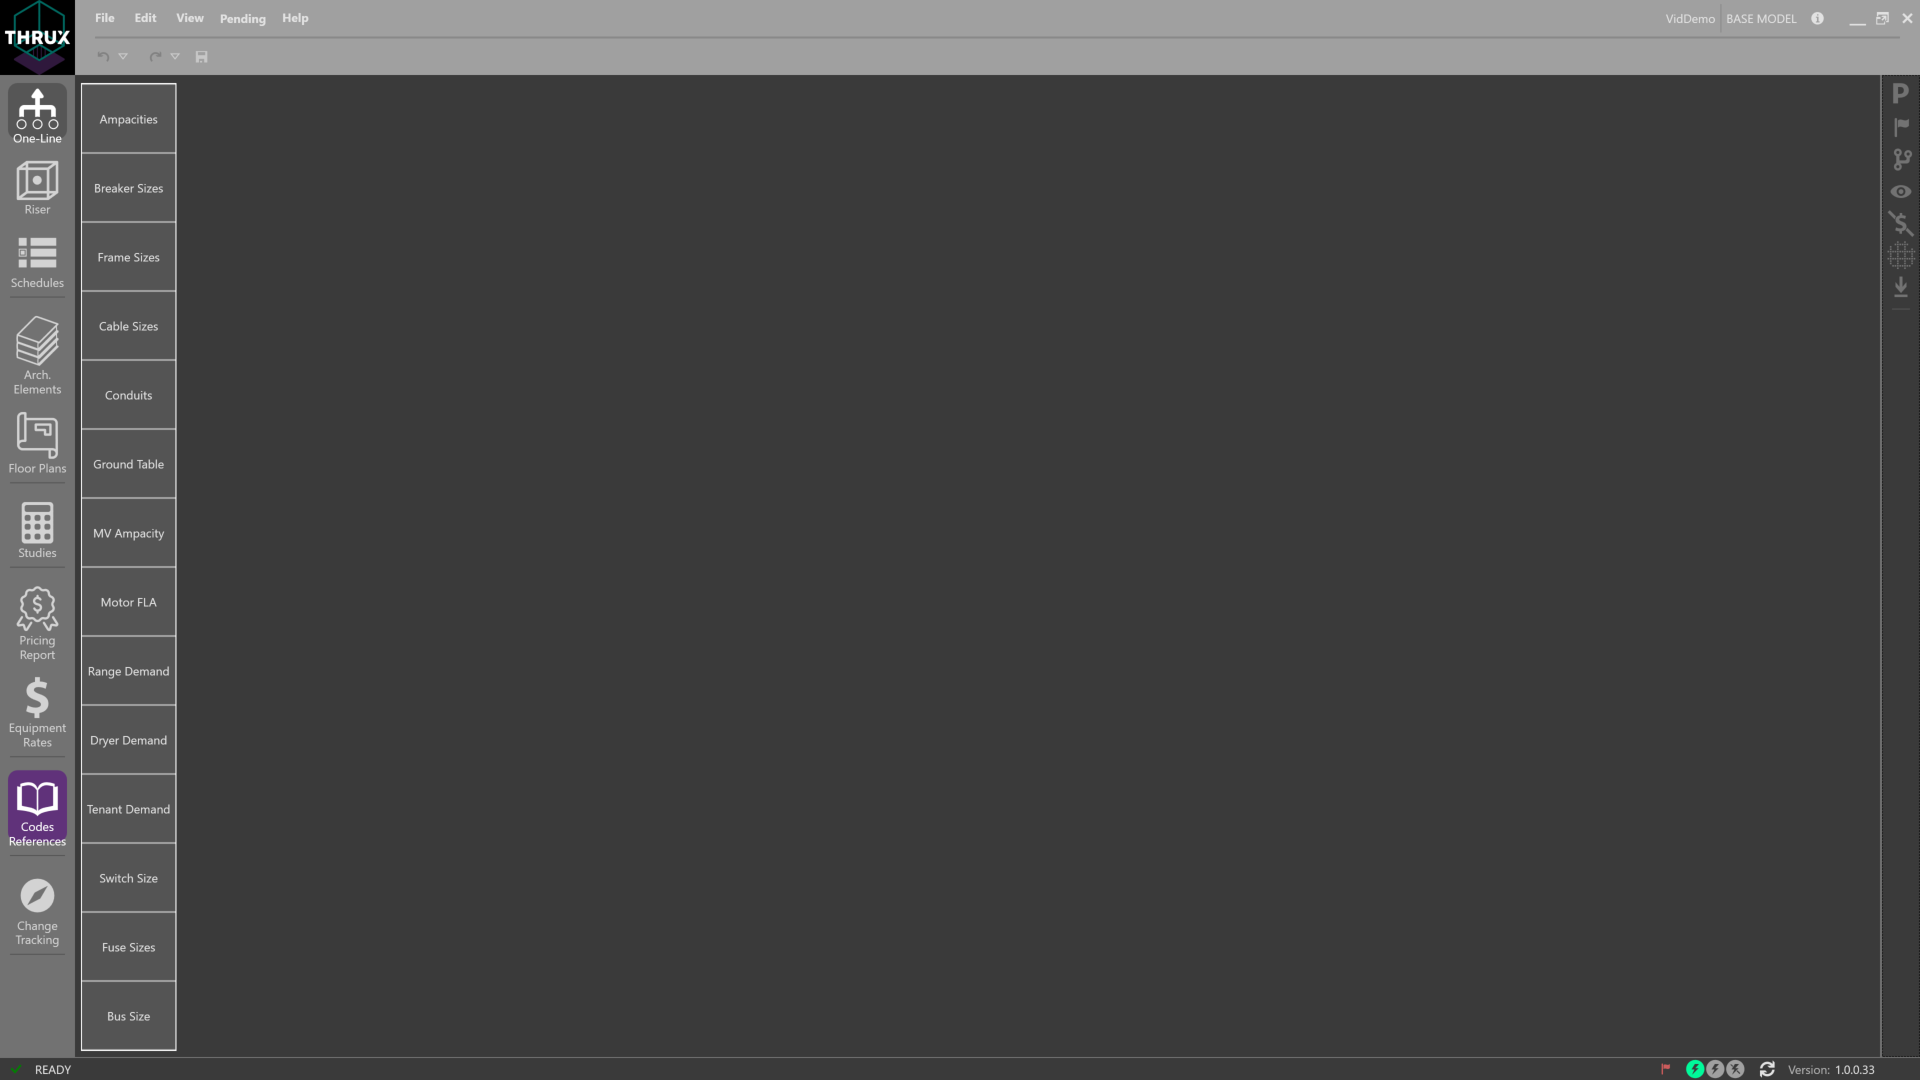 THRUX
File Edit View Pending Help
VidDemo BASE MODEL
One-Line
Riser
Schedules
Arch.
Elements
Floor Plans
Studies
Pricing
Report
Equipment
Rates
Codes
References
Change
Tracking
Ampacities
Breaker Sizes
Frame Sizes
Cable Sizes
Conduits
Ground Table
MV Ampacity
Motor FLA
Range Demand
Dryer Demand
Tenant Demand
Switch Size
Fuse Sizes
Bus Size
P
READY
Version: 1.0.0.33